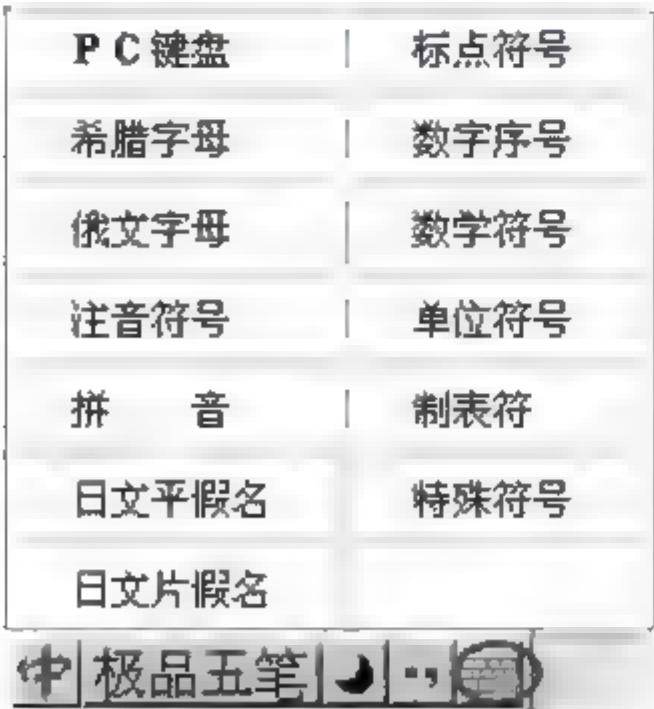 PC键盘 标点符号
希腊字母 数字序号
俄文字母 数学符号
注音符号 单位符号
拼 音 制表符
日文平假名 特殊符号
日文片假名
中 极品五笔